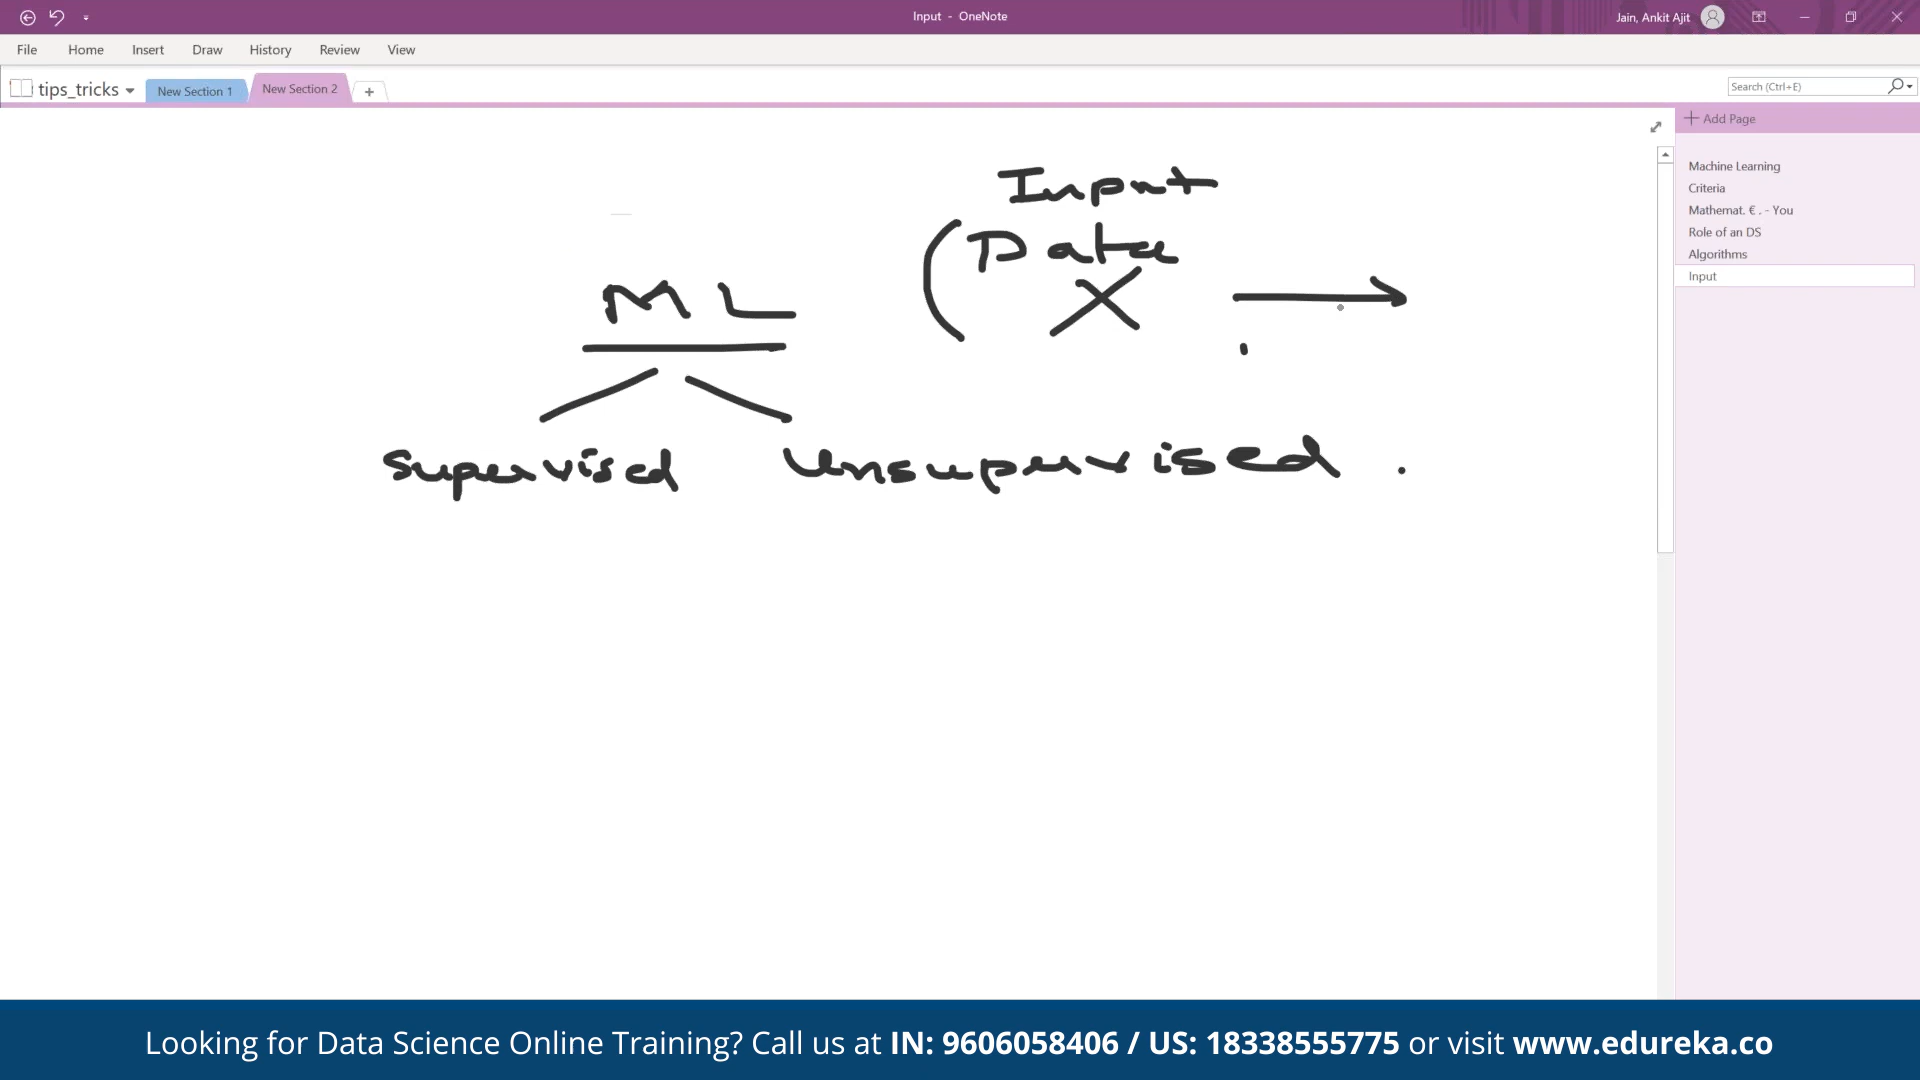 Input - OneNote
Jain, Ankit Ajit
File Home Insert Draw History Review View
tips_tricks New Section 1 New Section 2 +
Search (Ctrl+E)
Add Page
Machine Learning
Criteria
Mathemat. € . - You
Role of an DS
Algorithms
Input
Input
(Data
X
ML
Supervised Unsupervised .
Looking for Data Science Online Training? Call us at IN: 9606058406 / US: 18338555775 or visit www.edureka.co